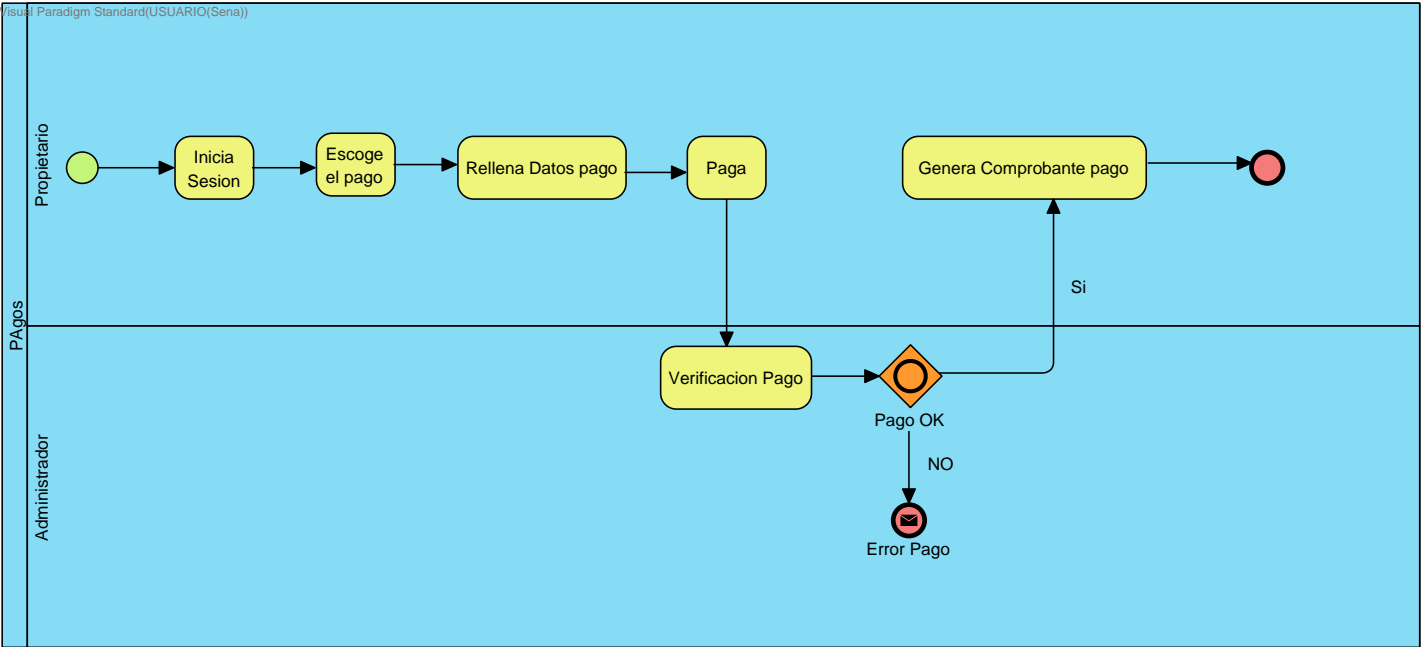 Visual Paradigm Standard(USUARIO(Sena))
PAgos
Propietario
Inicia
Sesion
Escoge
el pago
Rellena Datos pago
Paga
Genera Comprobante pago
Si
Administrador
Verificacion Pago
Pago OK
NO
Error Pago